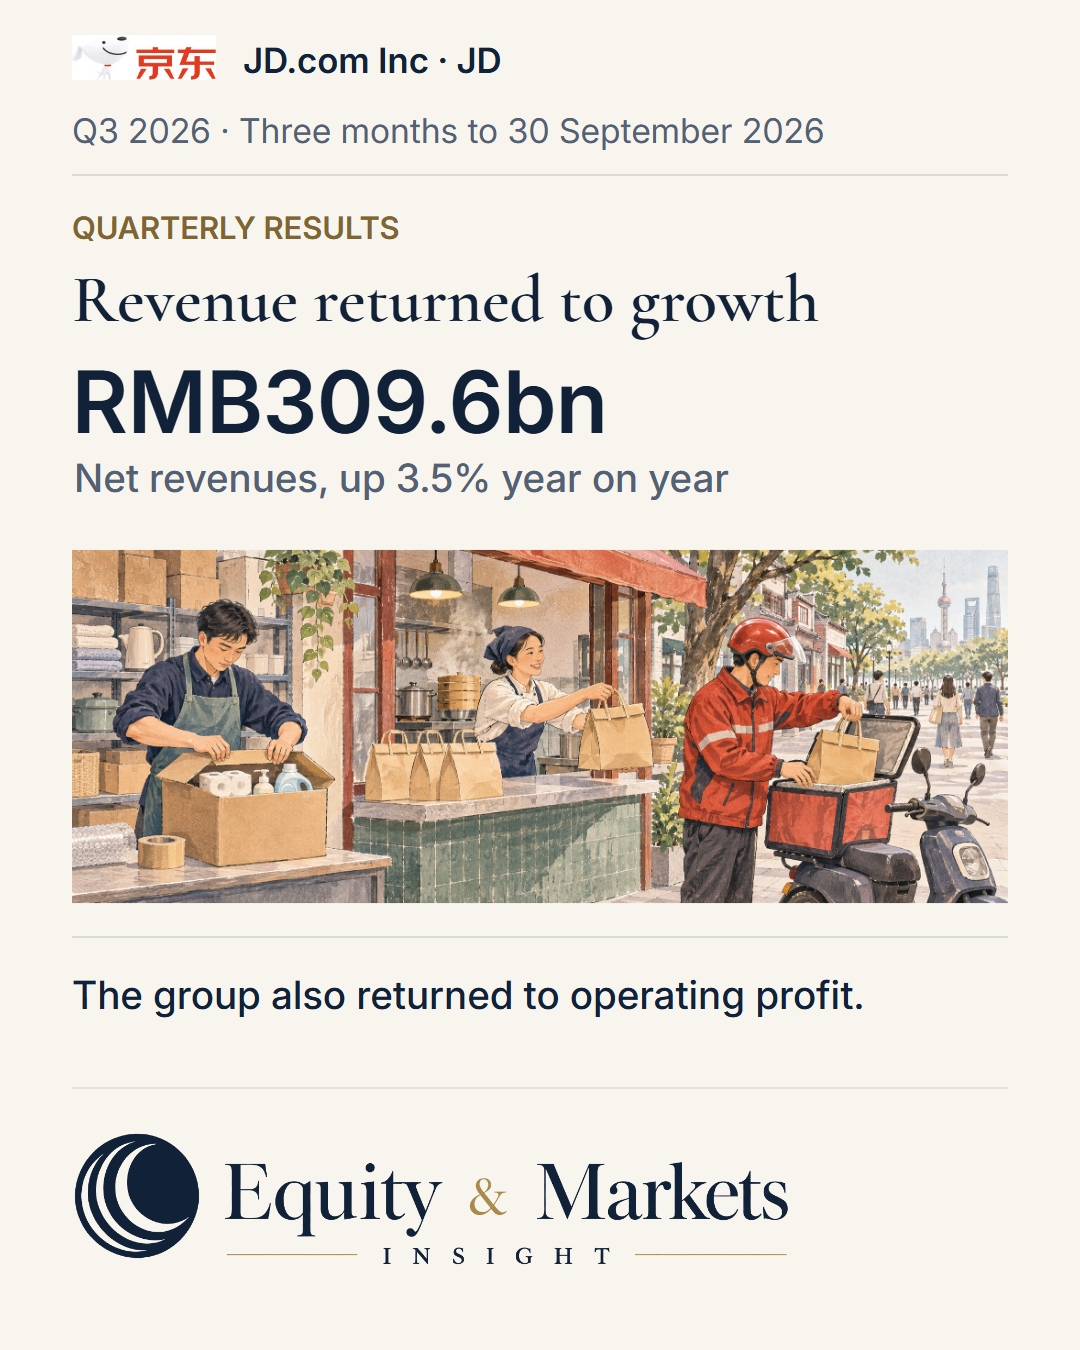 京东 JD.com Inc · JD
Q3 2026 · Three months to 30 September 2026
QUARTERLY RESULTS
Revenue returned to growth
RMB309.6bn
Net revenues, up 3.5% year on year
The group also returned to operating profit.
Equity & Markets
INSIGHT